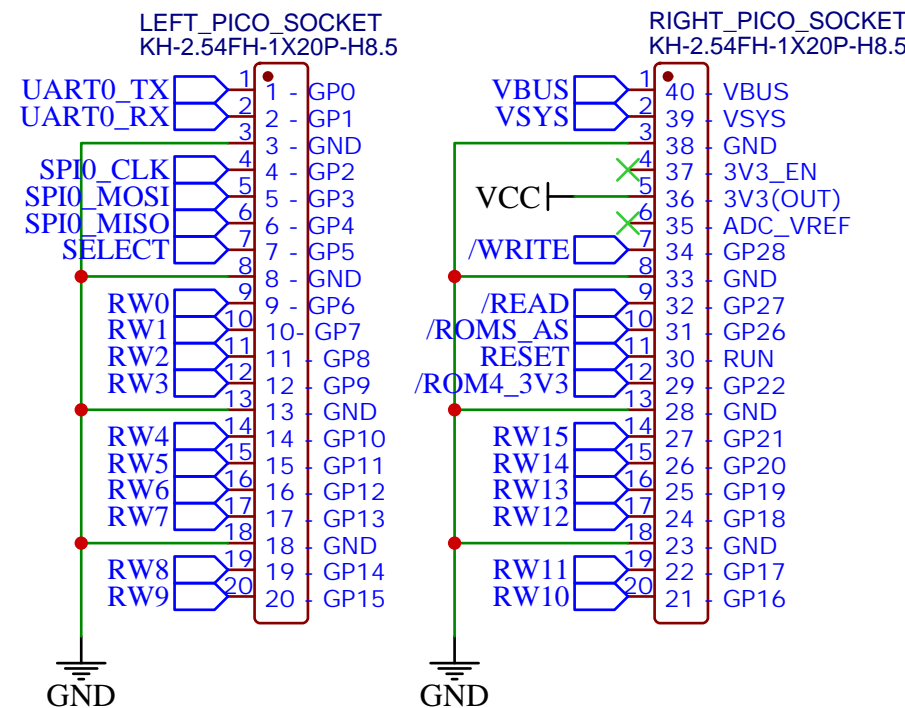 LEFT_PICO_SOCKET
KH-2.54FH-1X20P-H8.5
UART0_TX 1 1 - GP0
UART0_RX 2 2 - GP1
3 3 - GND
SPI0_CLK 4 4 - GP2
SPI0_MOSI 5 5 - GP3
SPI0_MISO 6 6 - GP4
SELECT 7 7 - GP5
8 8 - GND
RW0 9 9 - GP6
RW1 10 10- GP7
RW2 11 11 - GP8
RW3 12 12 - GP9
13 13 - GND
RW4 14 14 - GP10
RW5 15 15 - GP11
RW6 16 16 - GP12
RW7 17 17 - GP13
18 18 - GND
RW8 19 19 - GP14
RW9 20 20 - GP15
GND
RIGHT_PICO_SOCKET
KH-2.54FH-1X20P-H8.5
VBUS 1 40 - VBUS
VSYS 2 39 - VSYS
3 38 - GND
4 37 - 3V3_EN
VCC 5 36 - 3V3(OUT)
6 35 - ADC_VREF
/WRITE 7 34 - GP28
8 33 - GND
/READ 9 32 - GP27
/ROMS_AS 10 31 - GP26
RESET 11 30 - RUN
/ROM4_3V3 12 29 - GP22
13 28 - GND
RW15 14 27 - GP21
RW14 15 26 - GP20
RW13 16 25 - GP19
RW12 17 24 - GP18
18 23 - GND
RW11 19 22 - GP17
RW10 20 21 - GP16
GND